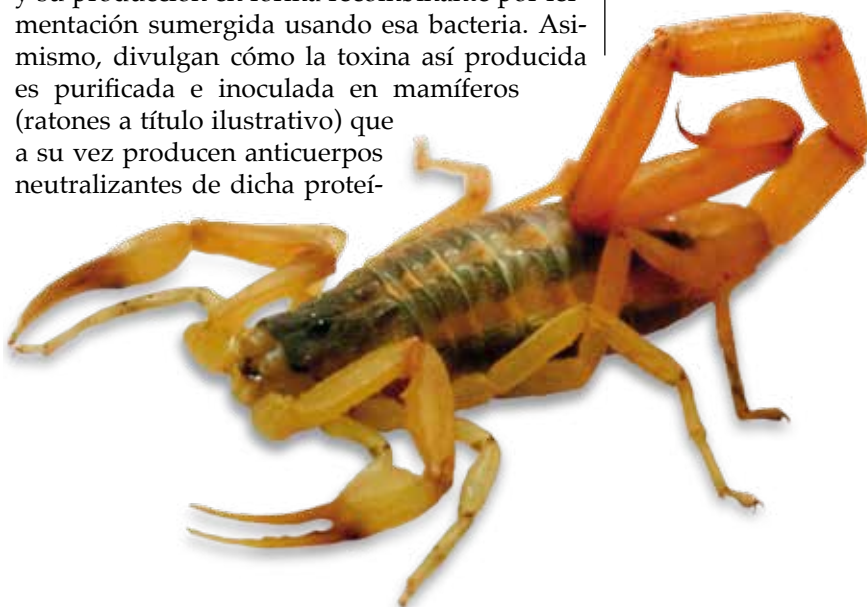 y su producción en forma recombinante por fer-
mentación sumergida usando esa bacteria. Asi-
mismo, divulgan cómo la toxina así producida
es purificada e inoculada en mamíferos
(ratones a título ilustrativo) que
a su vez producen anticuerpos
neutralizantes de dicha proteí-